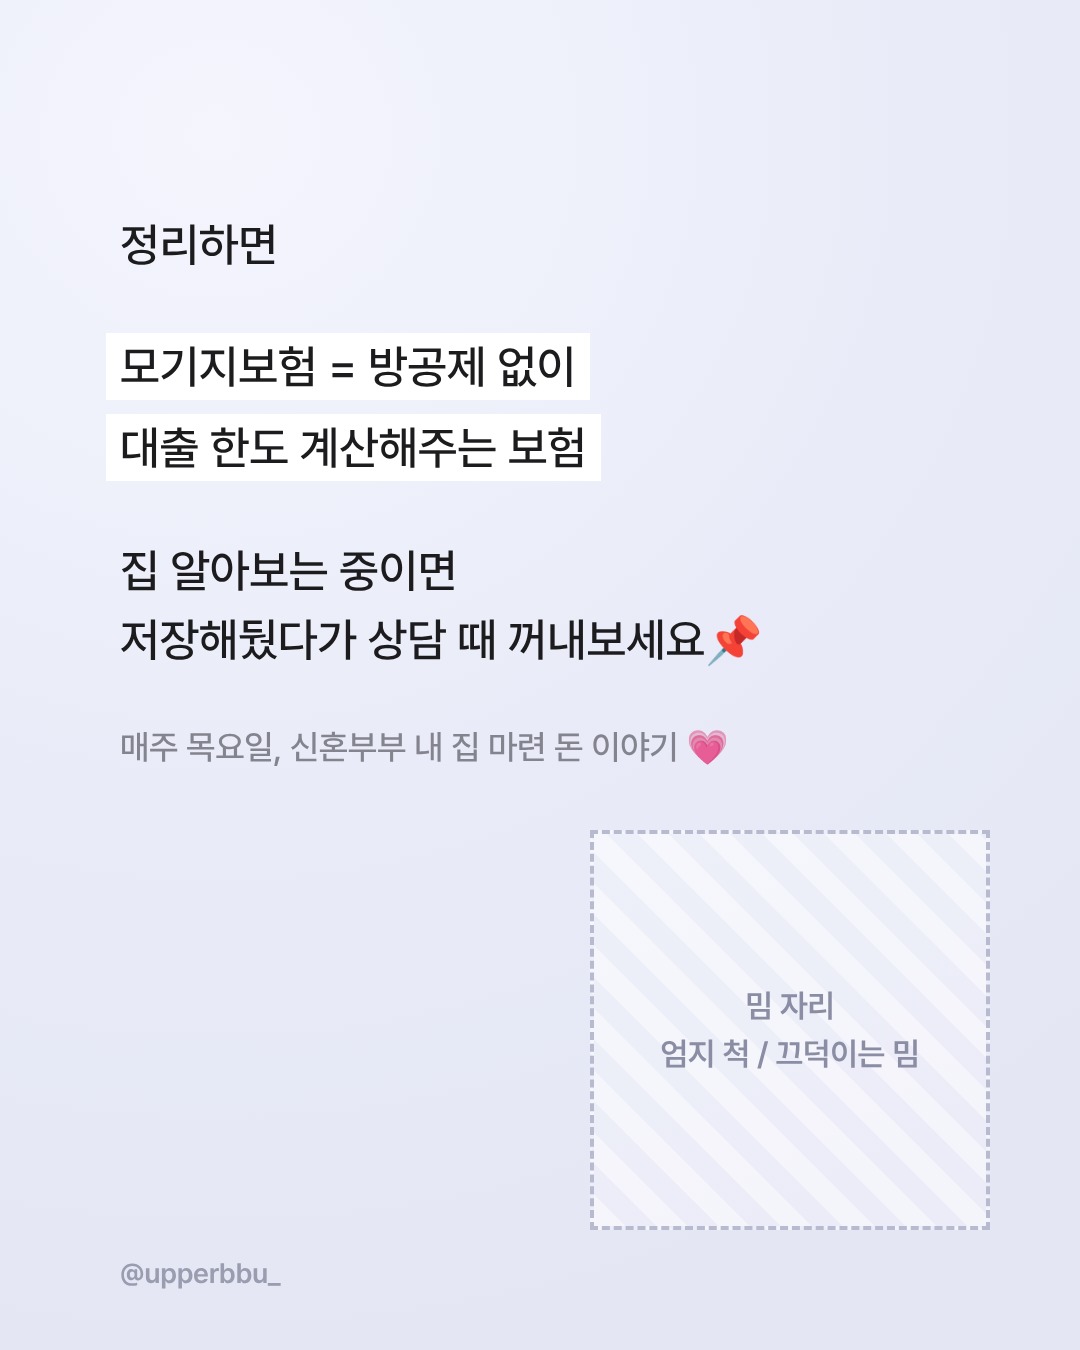 정리하면
모기지보험 = 방공제 없이
대출 한도 계산해주는 보험
집 알아보는 중이면
저장해뒀다가 상담 때 꺼내보세요📌
매주 목요일, 신혼부부 내 집 마련 돈 이야기 💗
밈 자리
엄지 척 / 끄덕이는 밈
@upperbbu_